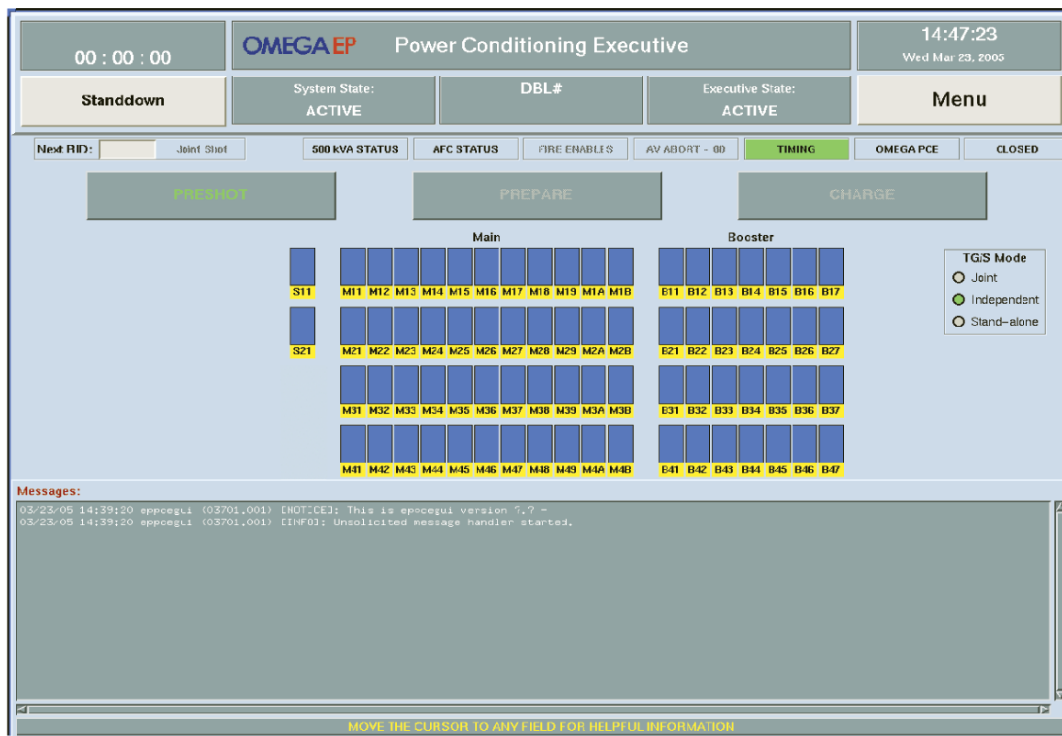 00 : 00 : 00
OMEGA EP Power Conditioning Executive
14:47:23
Wed Mar 23, 2005
Standdown
System State:
ACTIVE
DBL#
Executive State:
ACTIVE
Menu
Next RID: Joint Shot 500 kVA STATUS AFC STATUS FIRE ENABLES AV ABORT - 00 TIMING OMEGA PCE CLOSED
PRESHOT PREPARE CHARGE
Main Booster
S11 M11 M12 M13 M14 M15 M16 M17 M18 M19 M1A M1B B11 B12 B13 B14 B15 B16 B17
TG/S Mode
Joint
Independent
Stand-alone
S21 M21 M22 M23 M24 M25 M26 M27 M28 M29 M2A M2B B21 B22 B23 B24 B25 B26 B27
M31 M32 M33 M34 M35 M36 M37 M38 M39 M3A M3B B31 B32 B33 B34 B35 B36 B37
M41 M42 M43 M44 M45 M46 M47 M48 M49 M4A M4B B41 B42 B43 B44 B45 B46 B47
Messages:
03/23/05 14:39:20 eppcegui (03701.001) [NOTICE]: This is epocegui version -
03/23/05 14:39:20 eppcegui (03701.001) [INFO]: Unsolicited message handler started.
MOVE THE CURSOR TO ANY FIELD FOR HELPFUL INFORMATION